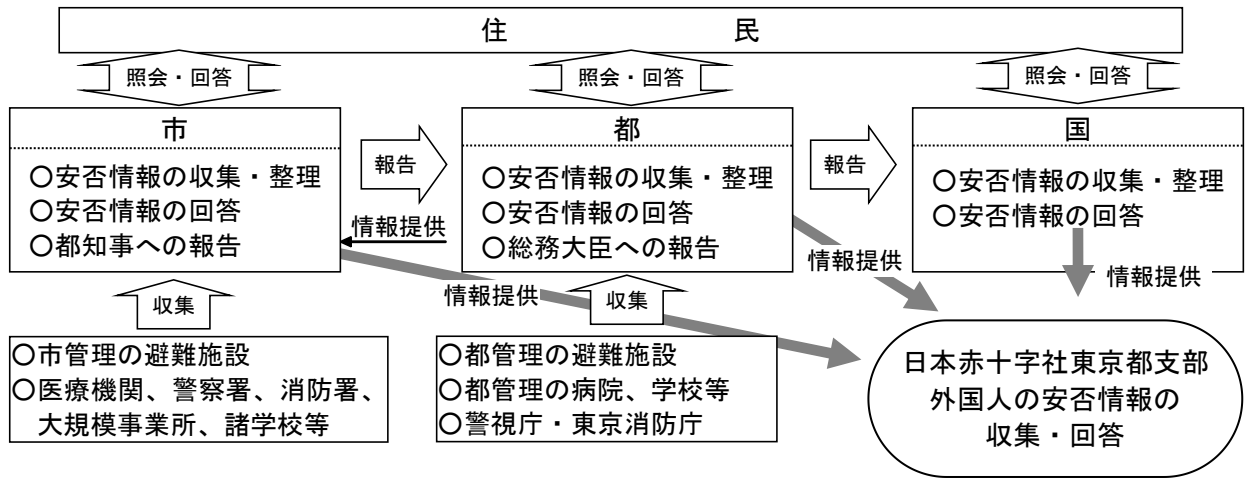 住　　　民
照会・回答
照会・回答
照会・回答
市
○安否情報の収集・整理
○安否情報の回答
○都知事への報告
報告
情報提供
都
○安否情報の収集・整理
○安否情報の回答
○総務大臣への報告
報告
国
○安否情報の収集・整理
○安否情報の回答
情報提供
情報提供
情報提供
収集
収集
○市管理の避難施設
○医療機関、警察署、消防署、
大規模事業所、諸学校等
○都管理の避難施設
○都管理の病院、学校等
○警視庁・東京消防庁
日本赤十字社東京都支部
外国人の安否情報の
収集・回答